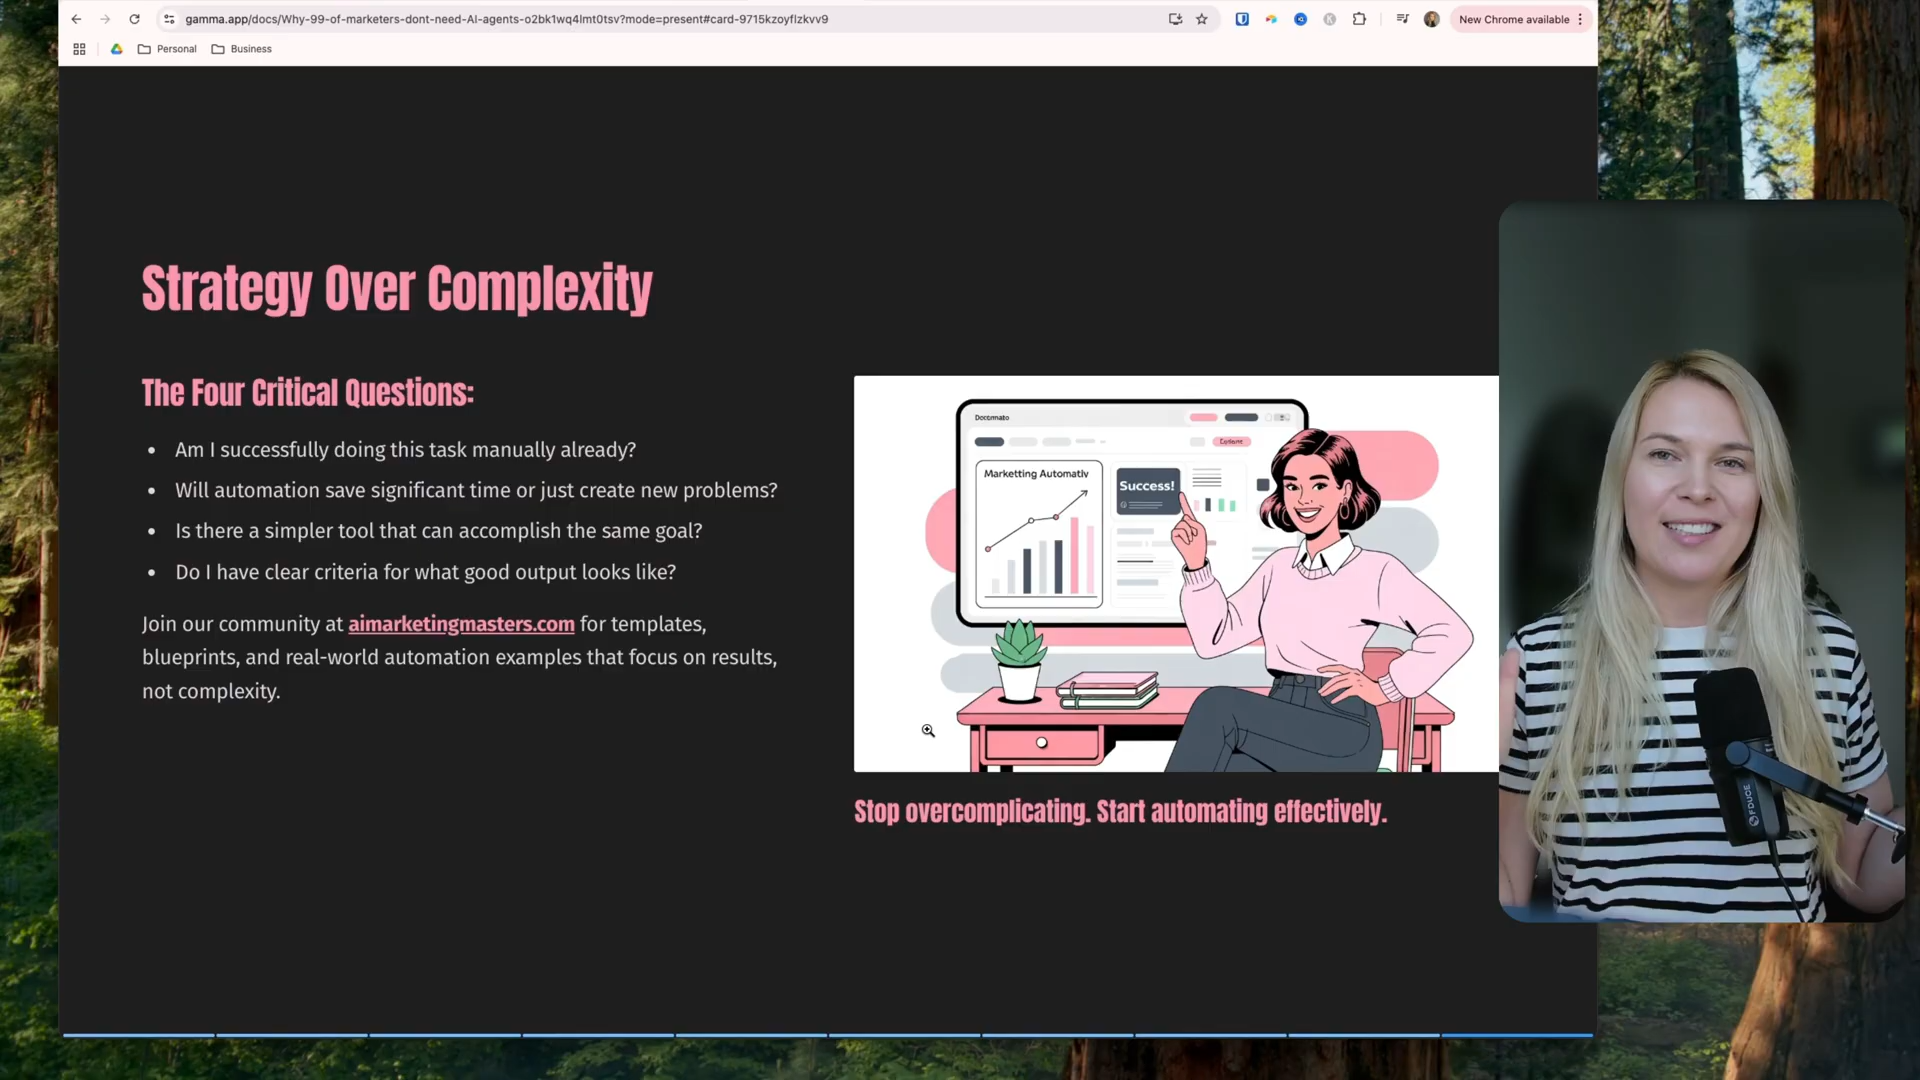 gamma.app/docs/Why-99-of-marketers-dont-need-AI-agents-o2bk1wq4lmt0tsv?mode=present#card-9715kzoyflzkvv9
New Chrome available
Personal
Business
Strategy Over Complexity
The Four Critical Questions:
• Am I successfully doing this task manually already?
• Will automation save significant time or just create new problems?
• Is there a simpler tool that can accomplish the same goal?
• Do I have clear criteria for what good output looks like?
Join our community at aimarketingmasters.com for templates,
blueprints, and real-world automation examples that focus on results,
not complexity.
Marketting Automativ
Success!
Stop overcomplicating. Start automating effectively.
FDUCE